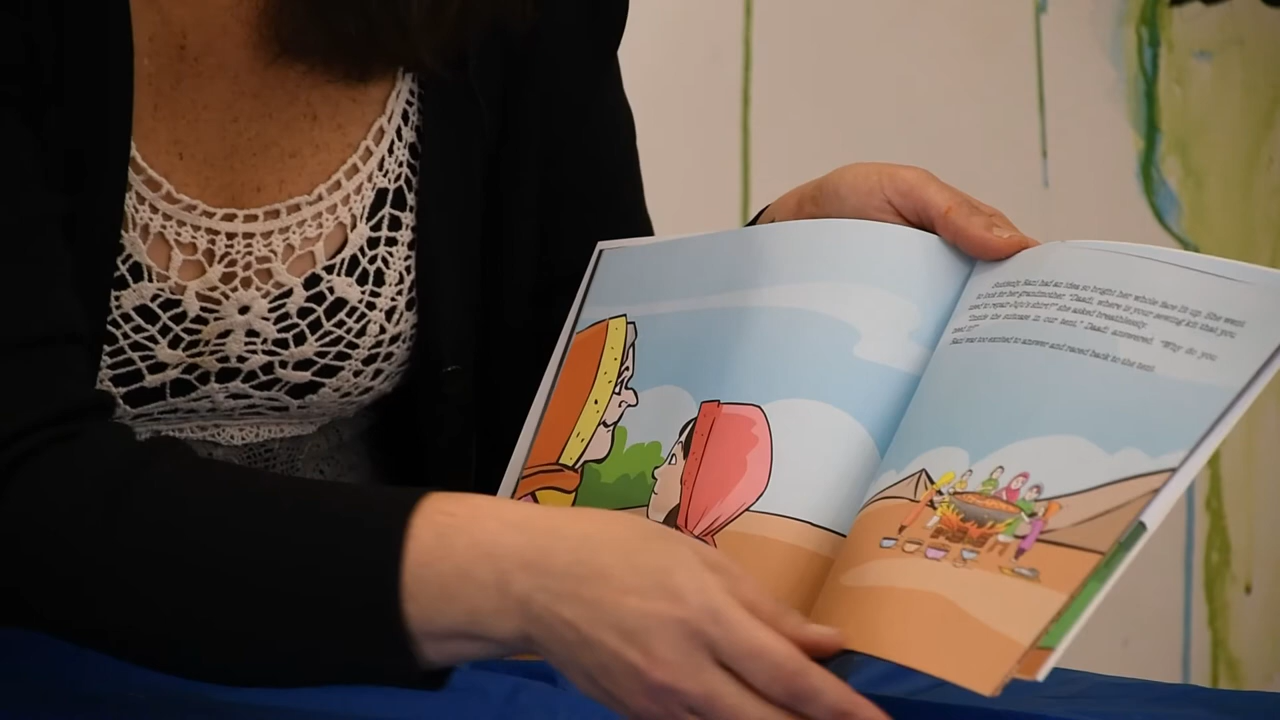 Suddenly, Rani had an idea so bright her whole face lit up. She went
to look for her grandmother. "Daadi, where is your sewing kit that you
used to repair Juju's shirt?" she asked breathlessly.
"Inside the suitcase in our tent," Daadi answered. "Why do you
need it?"
Rani was too excited to answer and raced back to the tent.